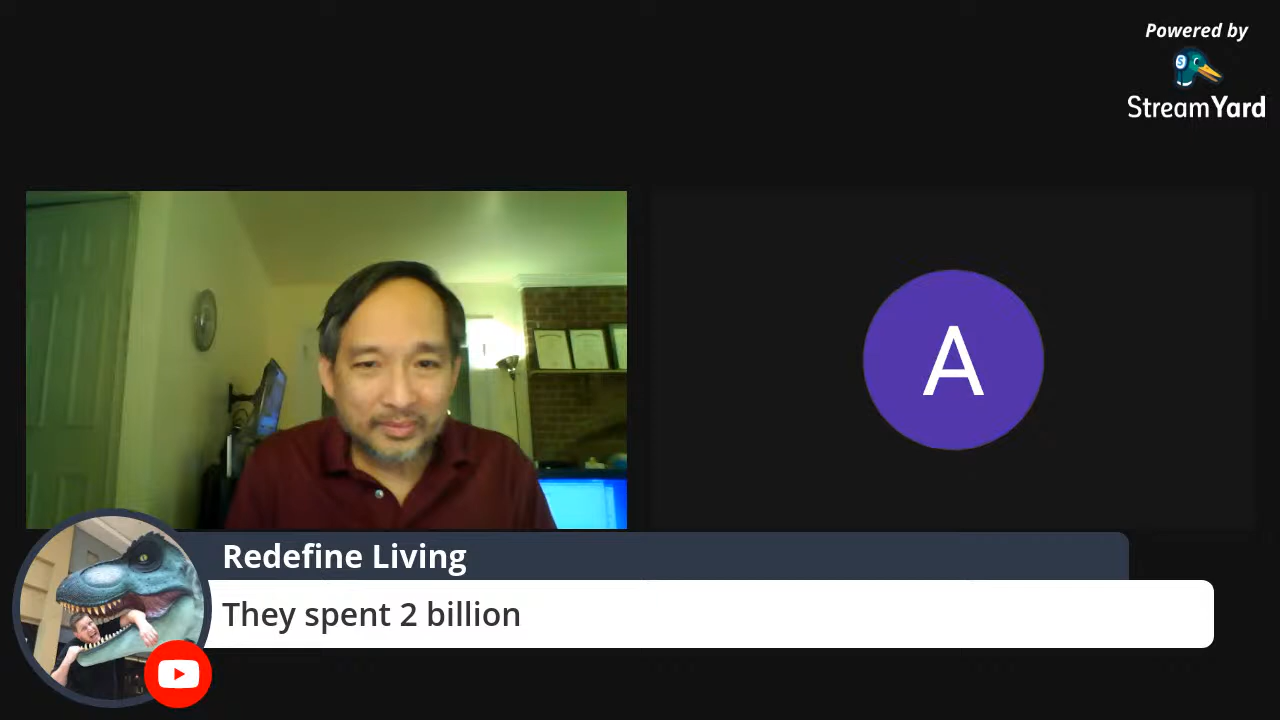 Powered by
StreamYard
A
Redefine Living
They spent 2 billion